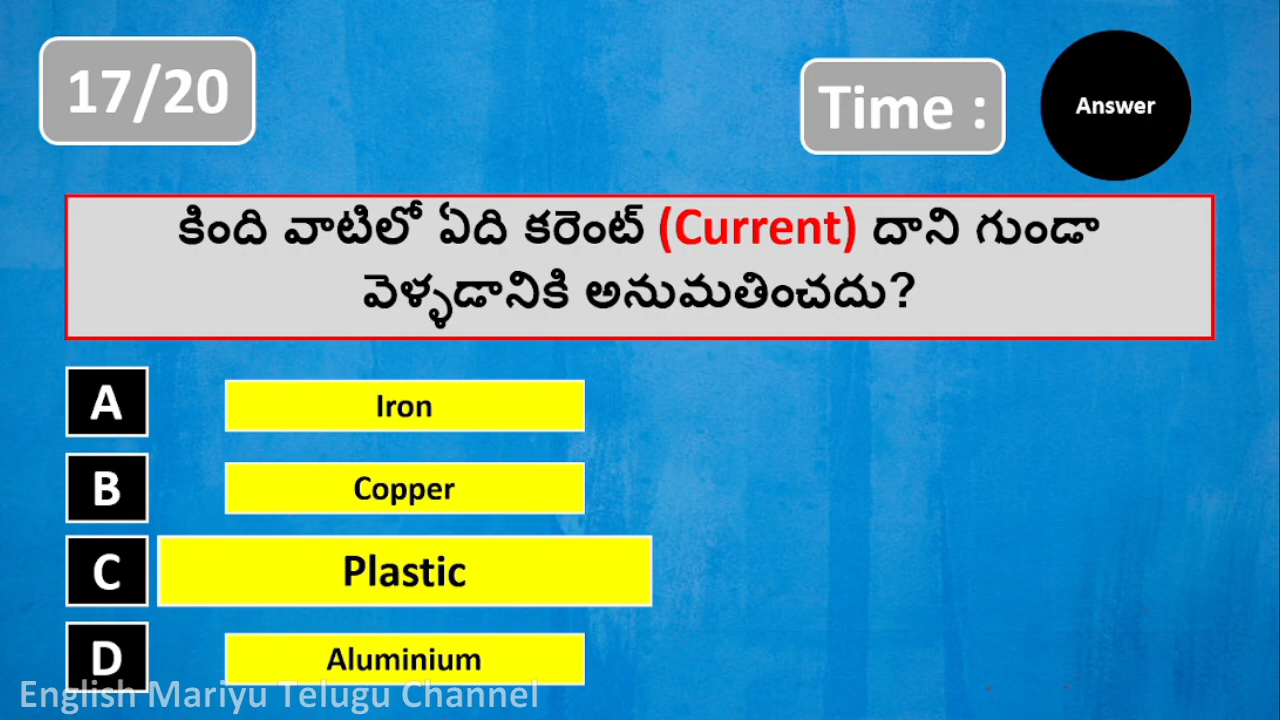 17/20
Time :
Answer
కింది వాటిలో ఏది కరెంట్ (Current) దాని గుండా
వెళ్ళడానికి అనుమతించదు?
A
Iron
B
Copper
C
Plastic
D
Aluminium
English Mariyu Telugu Channel